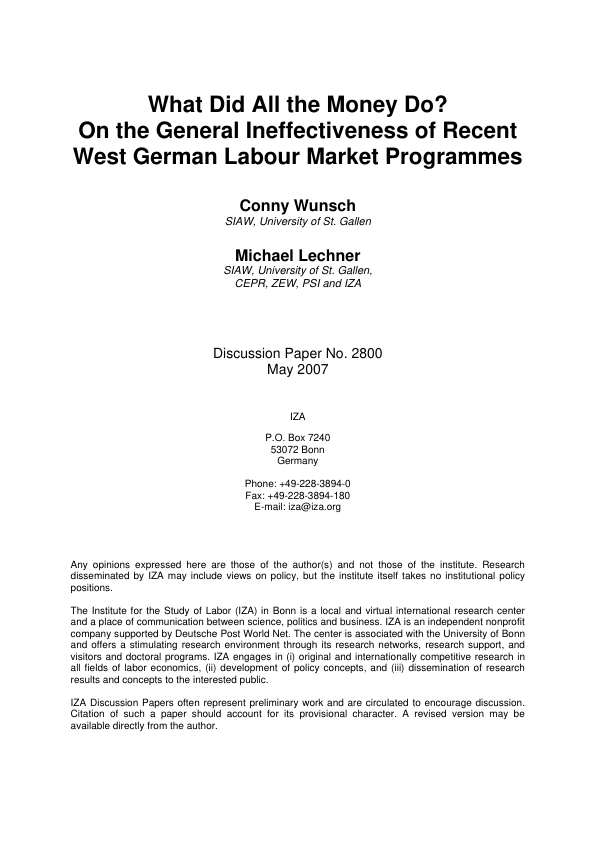 What Did All the Money Do?
On the General Ineffectiveness of Recent
West German Labour Market Programmes
Conny Wunsch
SIAW, University of St. Gallen
Michael Lechner
SIAW, University of St. Gallen,
CEPR, ZEW, PSI and IZA
Discussion Paper No. 2800
May 2007
IZA
P.O. Box 7240
53072 Bonn
Germany
Phone: +49-228-3894-0
Fax: +49-228-3894-180
E-mail: iza@iza.org
Any opinions expressed here are those of the author(s) and not those of the institute. Research
disseminated by IZA may include views on policy, but the institute itself takes no institutional policy
positions.
The Institute for the Study of Labor (IZA) in Bonn is a local and virtual international research center
and a place of communication between science, politics and business. IZA is an independent nonprofit
company supported by Deutsche Post World Net. The center is associated with the University of Bonn
and offers a stimulating research environment through its research networks, research support, and
visitors and doctoral programs. IZA engages in (i) original and internationally competitive research in
all fields of labor economics, (ii) development of policy concepts, and (iii) dissemination of research
results and concepts to the interested public.
IZA Discussion Papers often represent preliminary work and are circulated to encourage discussion.
Citation of such a paper should account for its provisional character. A revised version may be
available directly from the author.